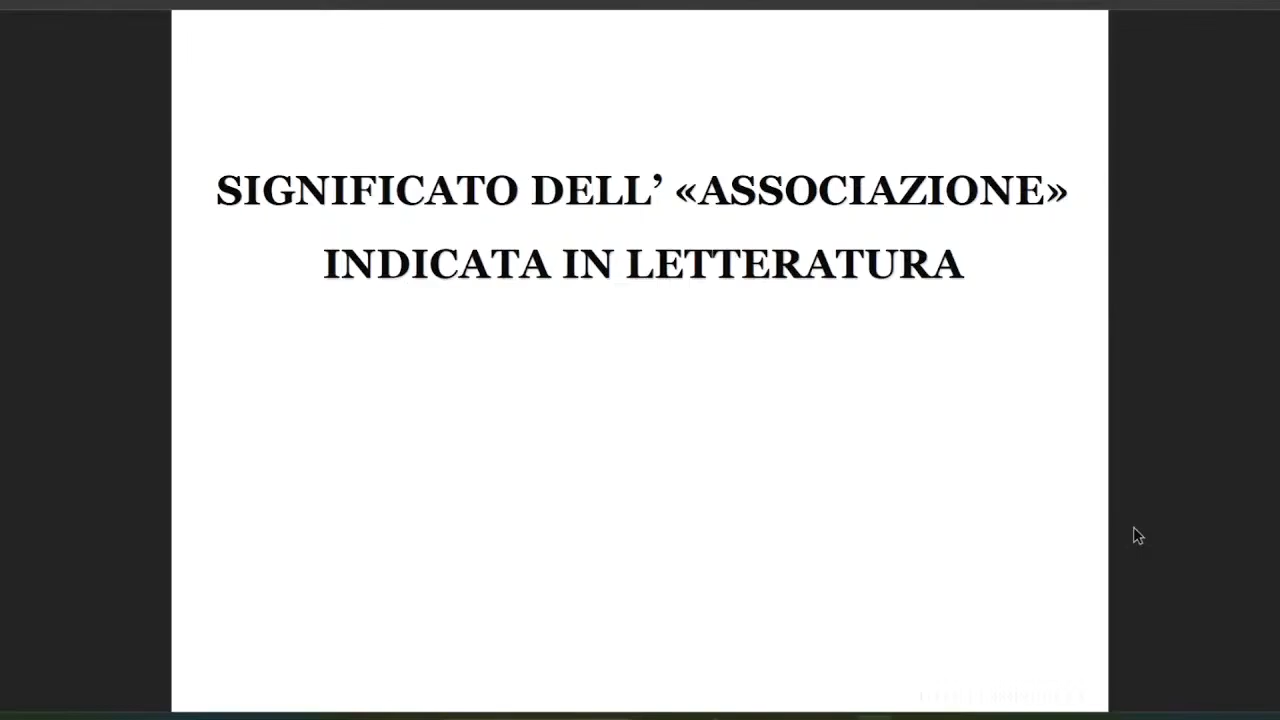 SIGNIFICATO DELL’ «ASSOCIAZIONE»
INDICATA IN LETTERATURA